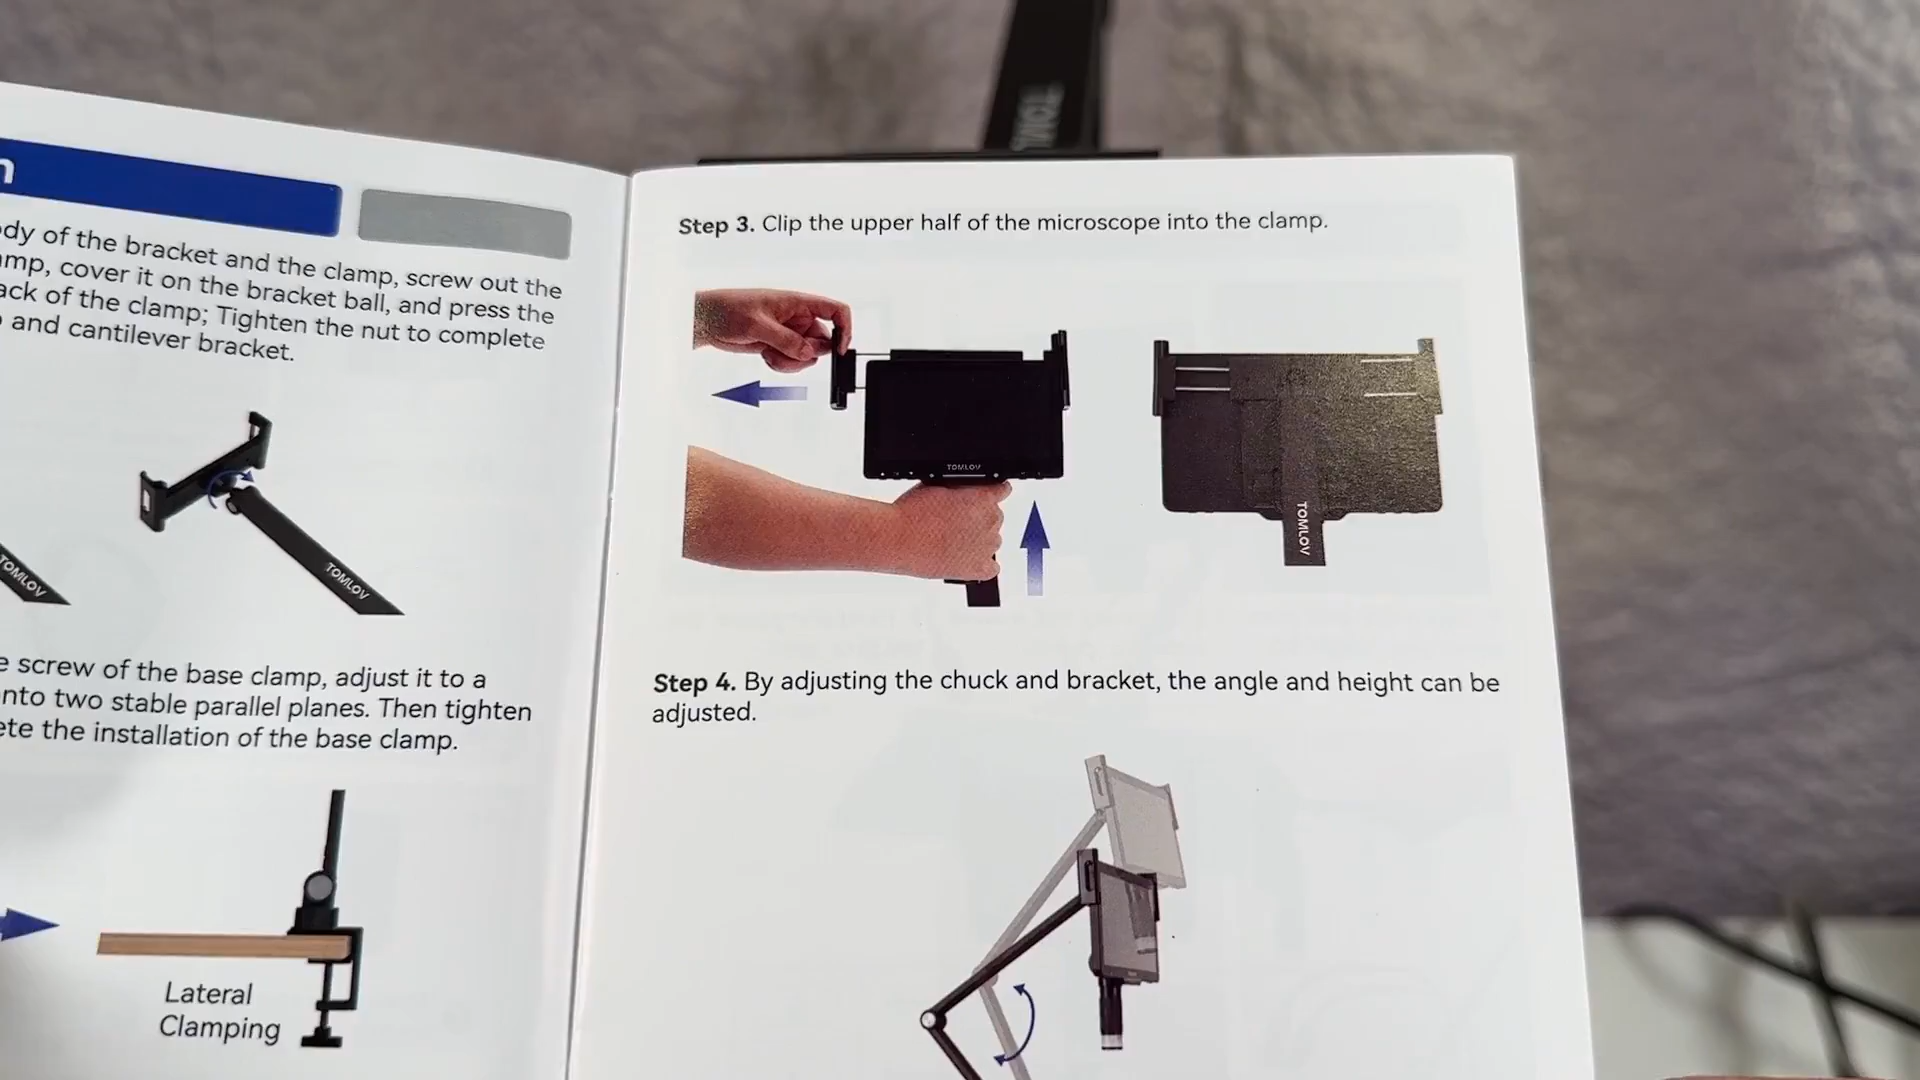 dy of the bracket and the clamp, screw out the
mp, cover it on the bracket ball, and press the
ack of the clamp; Tighten the nut to complete
and cantilever bracket.
TOMLOV
TOMLOV
e screw of the base clamp, adjust it to a
nto two stable parallel planes. Then tighten
ete the installation of the base clamp.
Lateral
Clamping
Step 3. Clip the upper half of the microscope into the clamp.
TOMLOV
TOMLOV
Step 4. By adjusting the chuck and bracket, the angle and height can be
adjusted.